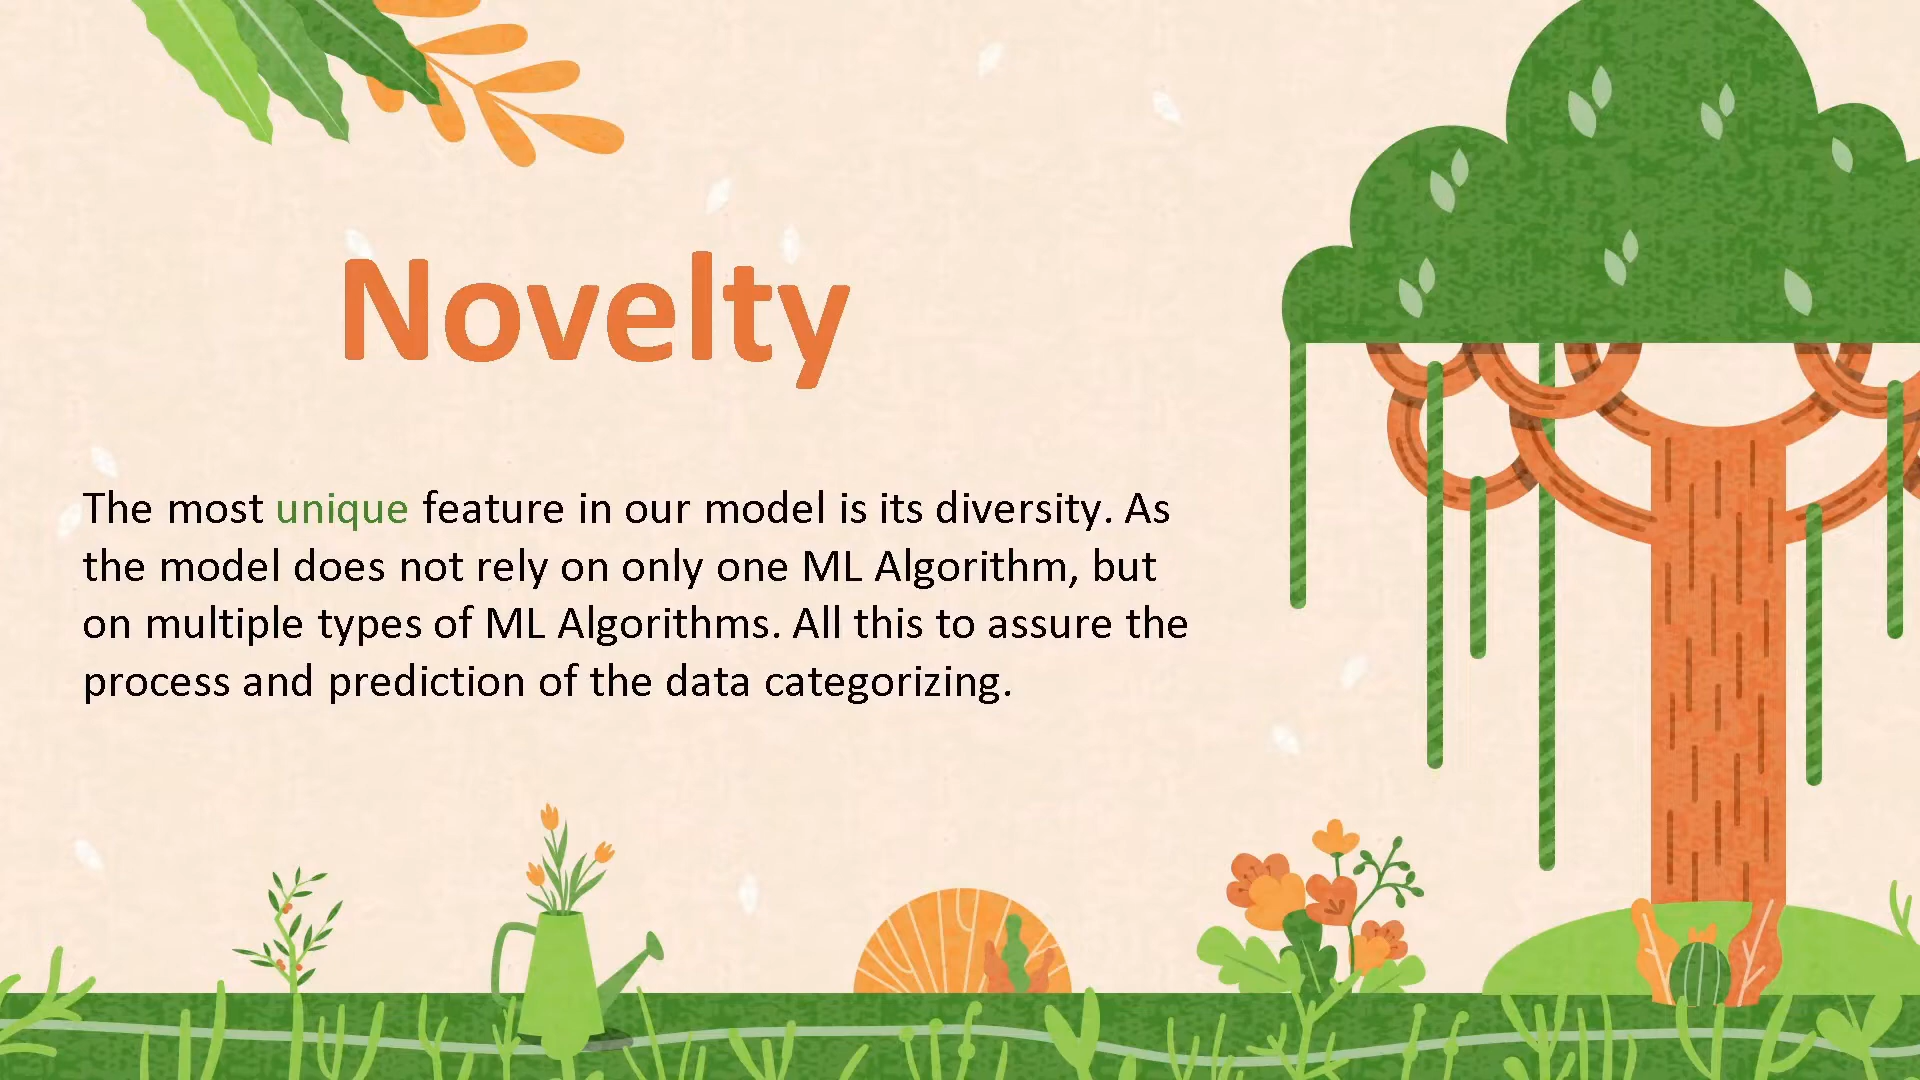 Novelty
The most unique feature in our model is its diversity. As
the model does not rely on only one ML Algorithm, but
on multiple types of ML Algorithms. All this to assure the
process and prediction of the data categorizing.